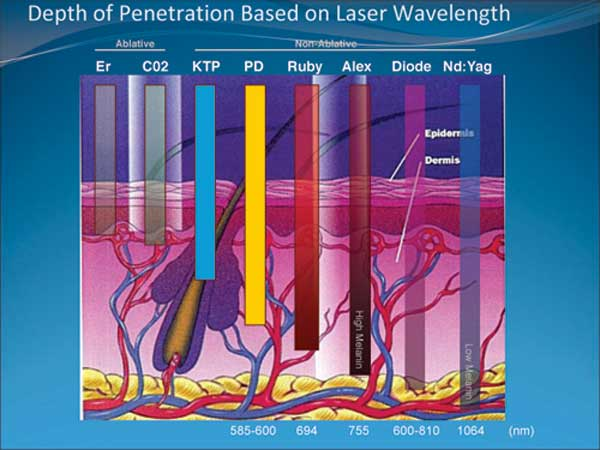 Depth of Penetration Based on Laser Wavelength
Ablative
Non-Ablative
Er C02 KTP PD Ruby Alex Diode Nd:Yag
Epidermis
Dermis
High Melanin
Low Melanin
585-600 694 755 600-810 1064 (nm)